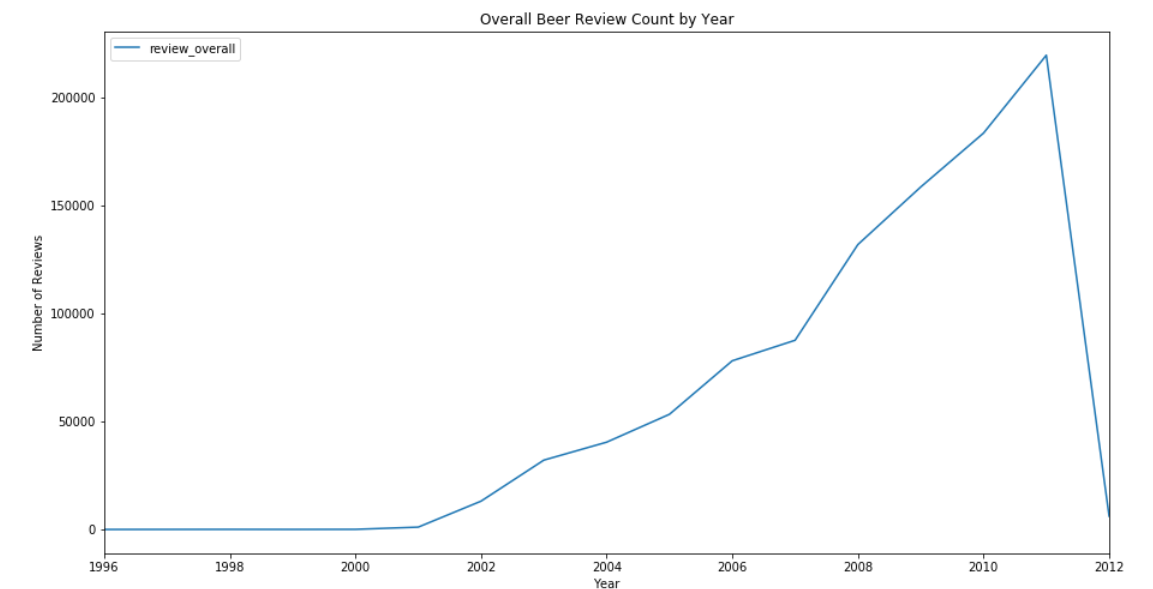 Overall Beer Review Count by Year
review_overall
200000
150000
100000
50000
0
Number of Reviews
1996 1998 2000 2002 2004 2006 2008 2010 2012
Year